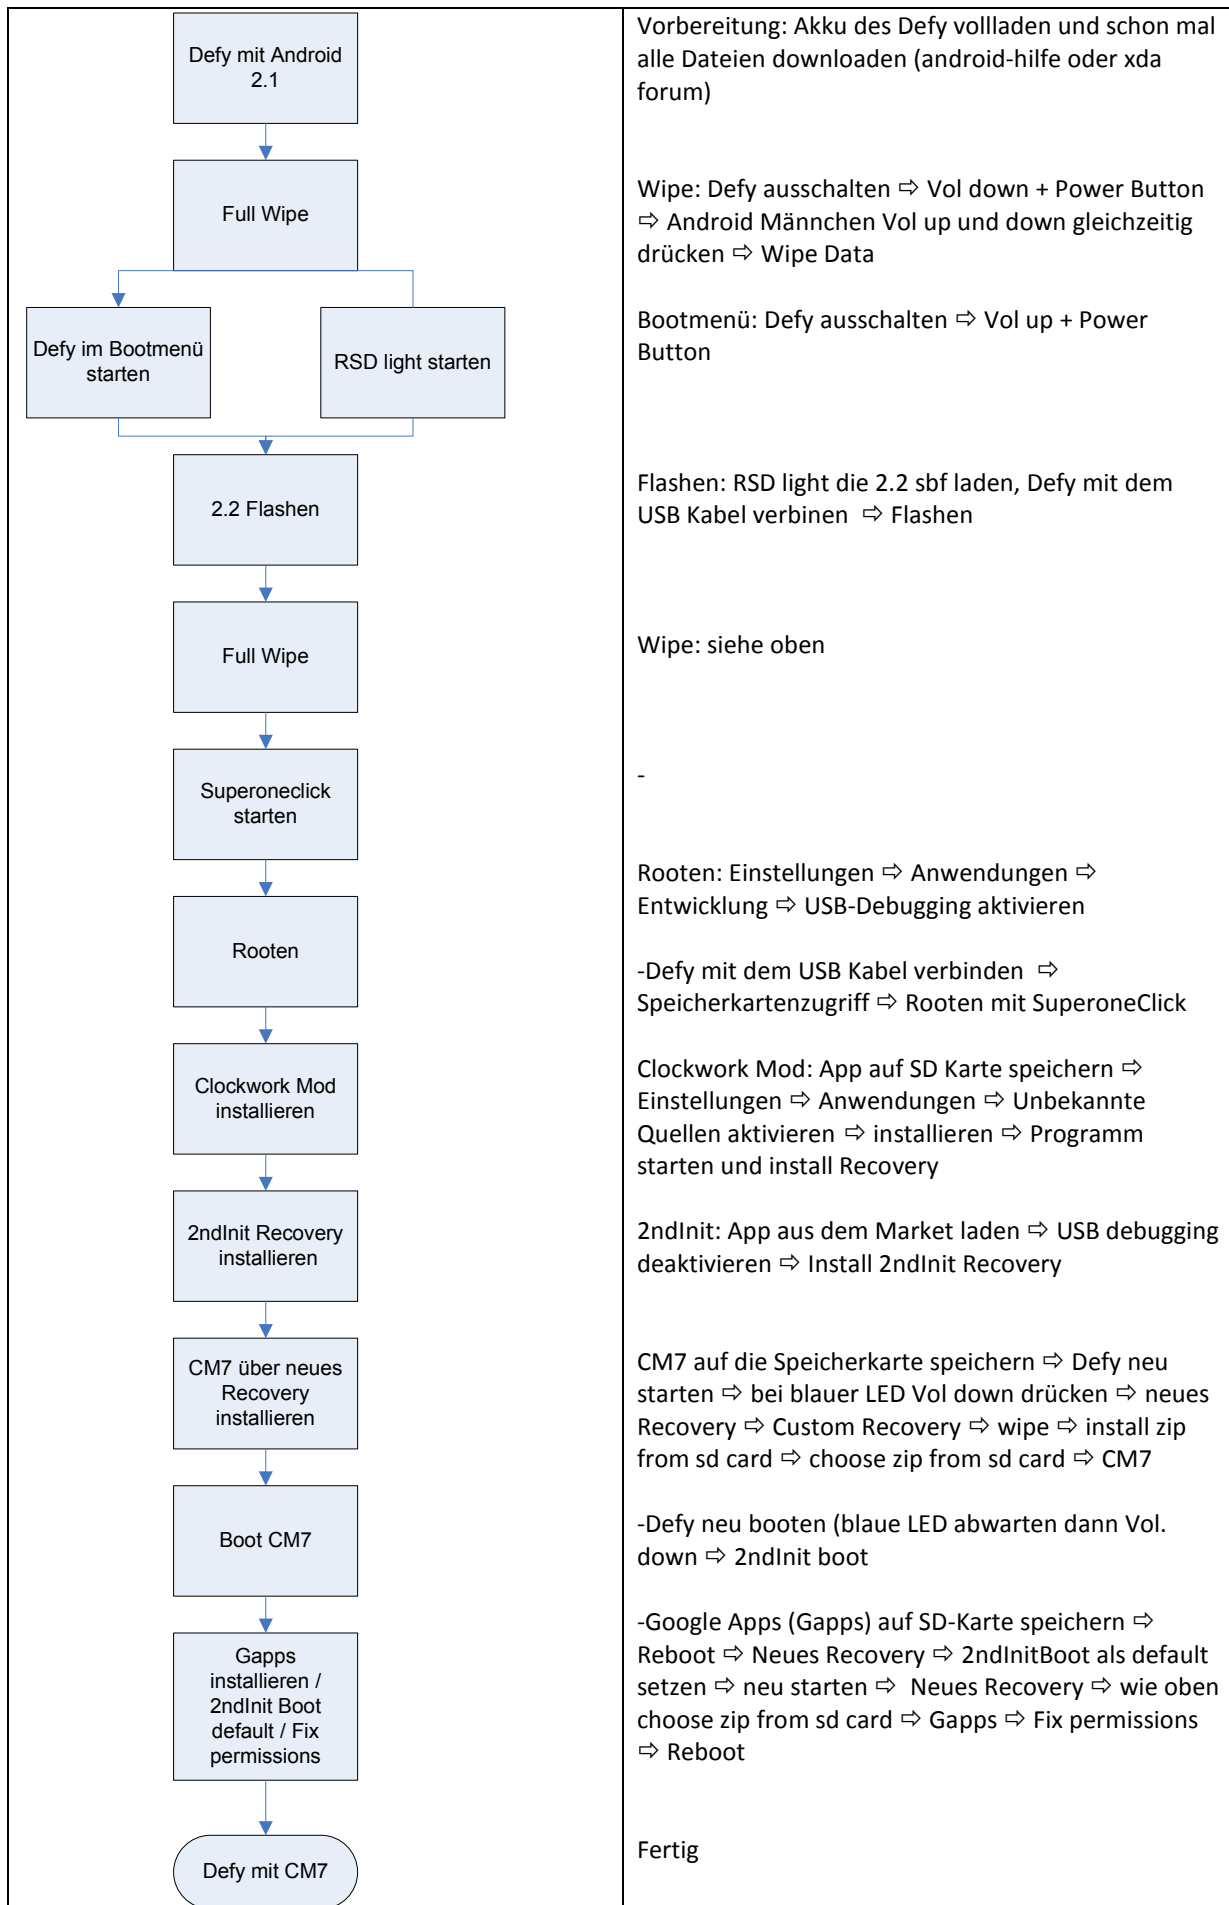 Defy mit Android
2.1
Vorbereitung: Akku des Defy vollladen und schon mal
alle Dateien downloaden (android-hilfe oder xda
forum)
Full Wipe
Wipe: Defy ausschalten ⇨ Vol down + Power Button
⇨ Android Männchen Vol up und down gleichzeitig
drücken ⇨ Wipe Data
Defy im Bootmenü
starten
RSD light starten
Bootmenü: Defy ausschalten ⇨ Vol up + Power
Button
2.2 Flashen
Flashen: RSD light die 2.2 sbf laden, Defy mit dem
USB Kabel verbinen ⇨ Flashen
Full Wipe
Wipe: siehe oben
Superoneclick
starten
-
Rooten
Rooten: Einstellungen ⇨ Anwendungen ⇨
Entwicklung ⇨ USB-Debugging aktivieren
-Defy mit dem USB Kabel verbinden ⇨
Speicherkartenzugriff ⇨ Rooten mit SuperoneClick
Clockwork Mod
installieren
Clockwork Mod: App auf SD Karte speichern ⇨
Einstellungen ⇨ Anwendungen ⇨ Unbekannte
Quellen aktivieren ⇨ installieren ⇨ Programm
starten und install Recovery
2ndInit Recovery
installieren
2ndInit: App aus dem Market laden ⇨ USB debugging
deaktivieren ⇨ Install 2ndInit Recovery
CM7 über neues
Recovery
installieren
CM7 auf die Speicherkarte speichern ⇨ Defy neu
starten ⇨ bei blauer LED Vol down drücken ⇨ neues
Recovery ⇨ Custom Recovery ⇨ wipe ⇨ install zip
from sd card ⇨ choose zip from sd card ⇨ CM7
Boot CM7
-Defy neu booten (blaue LED abwarten dann Vol.
down ⇨ 2ndInit boot
Gapps
installieren /
2ndInit Boot
default / Fix
permissions
-Google Apps (Gapps) auf SD-Karte speichern ⇨
Reboot ⇨ Neues Recovery ⇨ 2ndInitBoot als default
setzen ⇨ neu starten ⇨ Neues Recovery ⇨ wie oben
choose zip from sd card ⇨ Gapps ⇨ Fix permissions
⇨ Reboot
Defy mit CM7
Fertig